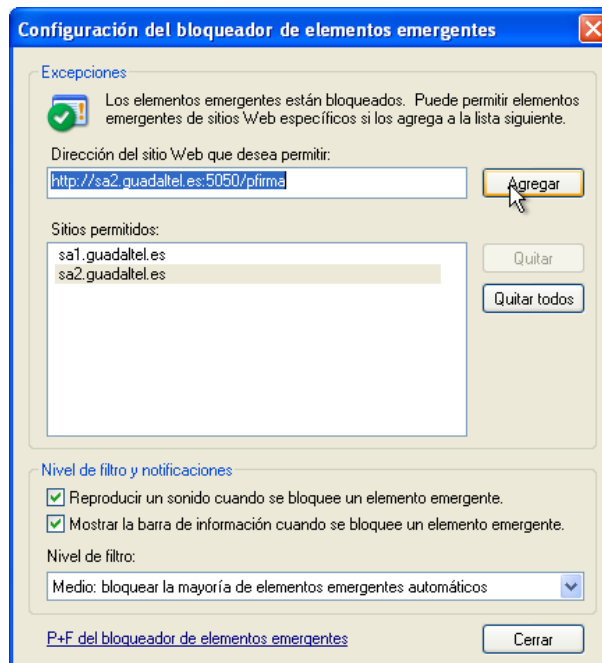 Configuración del bloqueador de elementos emergentes
Excepciones
Los elementos emergentes están bloqueados. Puede permitir elementos
emergentes de sitios Web específicos si los agrega a la lista siguiente.
Dirección del sitio Web que desea permitir:
http://sa2.guadaltel.es:5050/pfirma
Agregar
Sitios permitidos:
sa1.guadaltel.es
sa2.guadaltel.es
Quitar
Quitar todos
Nivel de filtro y notificaciones
Reproducir un sonido cuando se bloquee un elemento emergente.
Mostrar la barra de información cuando se bloquee un elemento emergente.
Nivel de filtro:
Medio: bloquear la mayoría de elementos emergentes automáticos
P+F del bloqueador de elementos emergentes
Cerrar